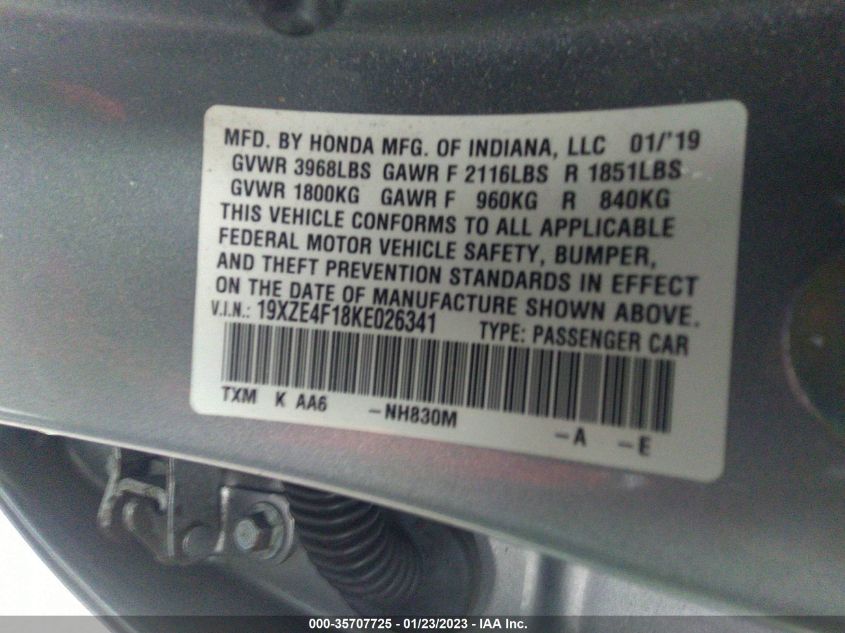 MFD. BY HONDA MFG. OF INDIANA, LLC 01/'19
GVWR 3968LBS GAWR F 2116LBS R 1851LBS
GVWR 1800KG GAWR F 960KG R 840KG
THIS VEHICLE CONFORMS TO ALL APPLICABLE
FEDERAL MOTOR VEHICLE SAFETY, BUMPER,
AND THEFT PREVENTION STANDARDS IN EFFECT
ON THE DATE OF MANUFACTURE SHOWN ABOVE.
V.I.N.: 19XZE4F18KE026341 TYPE: PASSENGER CAR
TXM K AA6 -NH830M -A -E
000-35707725 - 01/23/2023 - IAA Inc.